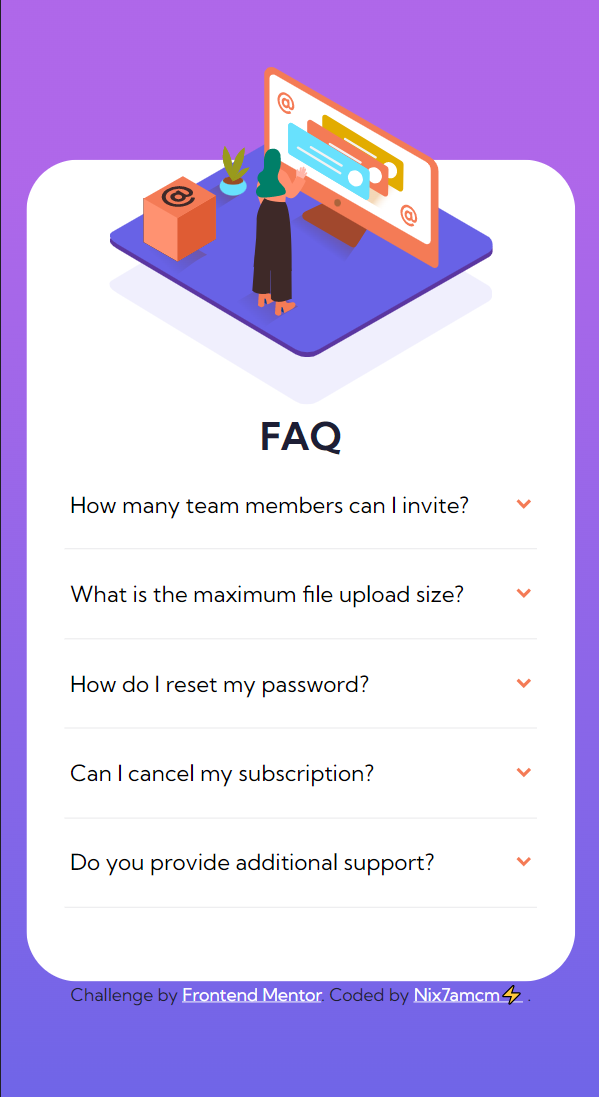 @
@
@
FAQ
How many team members can I invite?
What is the maximum file upload size?
How do I reset my password?
Can I cancel my subscription?
Do you provide additional support?
Challenge by Frontend Mentor. Coded by Nix7amcm⚡ .